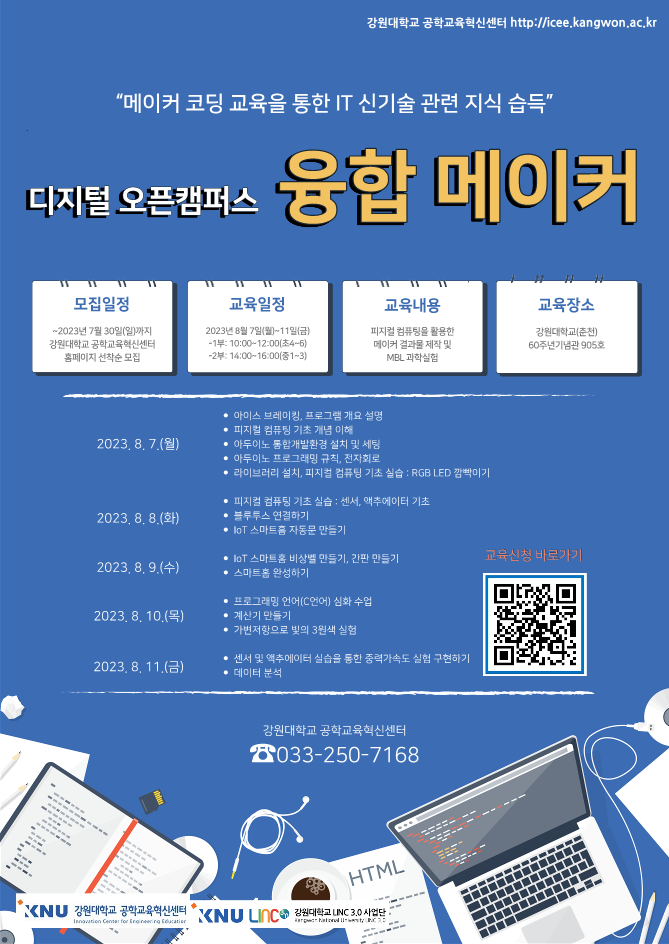 강원대학교 공학교육혁신센터 http://icee.kangwon.ac.kr
“메이커 코딩 교육을 통한 IT 신기술 관련 지식 습득”
디지털 오픈캠퍼스 융합 메이커
모집일정
~2023년 7월 30일(일)까지
강원대학교 공학교육혁신센터
홈페이지 선착순 모집
교육일정
2023년 8월 7일(월)~11일(금)
-1부: 10:00~12:00(초4~6)
-2부: 14:00~16:00(중1~3)
교육내용
피지컬 컴퓨팅을 활용한
메이커 결과물 제작 및
MBL 과학실험
교육장소
강원대학교(춘천)
60주년기념관 905호
2023. 8. 7.(월)
• 아이스 브레이킹, 프로그램 개요 설명
• 피지컬 컴퓨팅 기초 개념 이해
• 아두이노 통합개발환경 설치 및 세팅
• 아두이노 프로그래밍 규칙, 전자회로
• 라이브러리 설치, 피지컬 컴퓨팅 기초 실습 : RGB LED 깜빡이기
2023. 8. 8.(화)
• 피지컬 컴퓨팅 기초 실습 : 센서, 액추에이터 기초
• 블루투스 연결하기
• IoT 스마트홈 자동문 만들기
2023. 8. 9.(수)
• IoT 스마트홈 비상벨 만들기, 간판 만들기
• 스마트홈 완성하기
교육신청 바로가기
2023. 8. 10.(목)
• 프로그래밍 언어(C언어) 심화 수업
• 계산기 만들기
• 가변저항으로 빛의 3원색 실험
2023. 8. 11.(금)
• 센서 및 액추에이터 실습을 통한 중력가속도 실험 구현하기
• 데이터 분석
강원대학교 공학교육혁신센터
☎033-250-7168
HTML
KNU 강원대학교 공학교육혁신센터
Innovation Center for Engineering Education
KNU LINC 3.0 강원대학교 LINC 3.0 사업단
Kangwon National University LINC 3.0